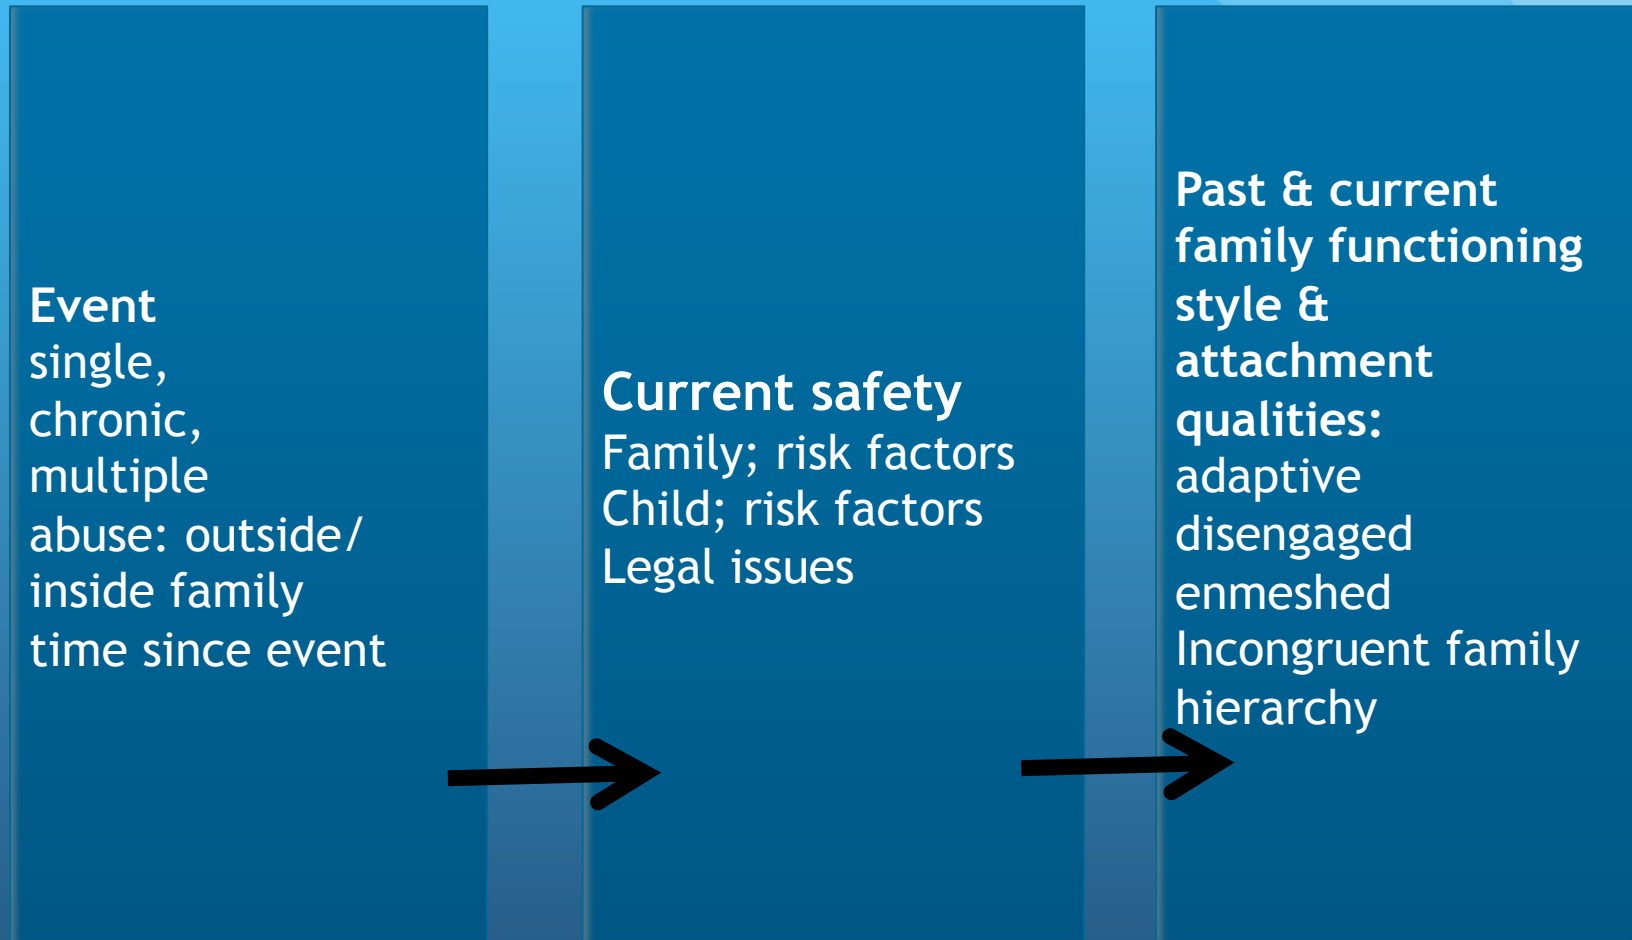 Event
single,
chronic,
multiple
abuse: outside/
inside family
time since event
Current safety
Family; risk factors
Child; risk factors
Legal issues
Past & current
family functioning
style &
attachment
qualities:
adaptive
disengaged
enmeshed
Incongruent family
hierarchy